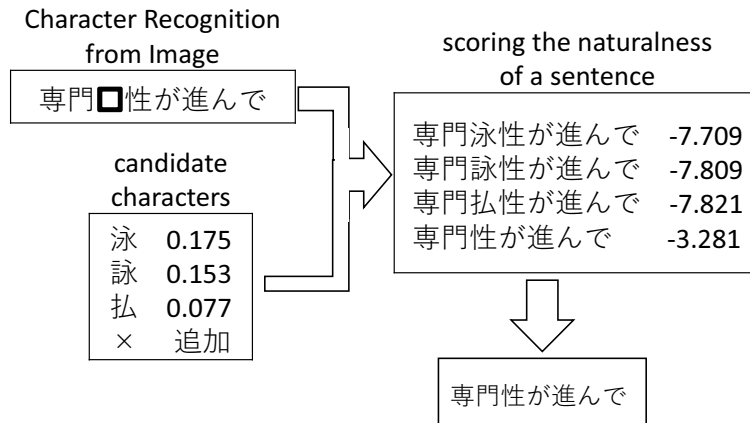 Character Recognition
from Image
専門□性が進んで
candidate
characters
泳 0.175
詠 0.153
払 0.077
× 追加
scoring the naturalness
of a sentence
専門泳性が進んで -7.709
専門詠性が進んで -7.809
専門払性が進んで -7.821
専門性が進んで -3.281
専門性が進んで